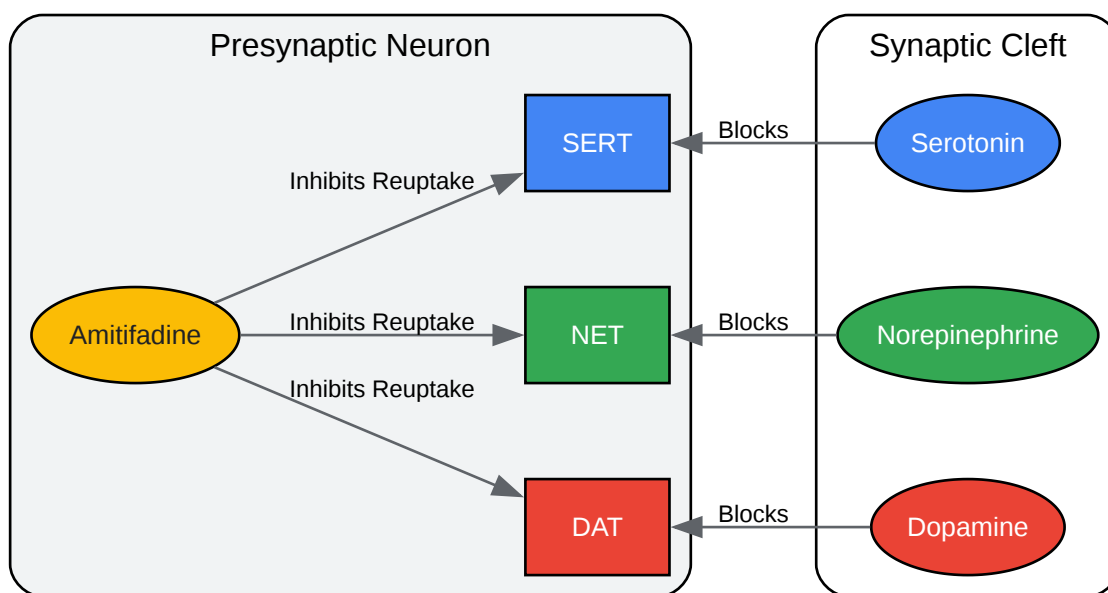 Presynaptic Neuron
Synaptic Cleft
SERT
Blocks
Serotonin
Inhibits Reuptake
Amitifadine
Inhibits Reuptake
NET
Blocks
Norepinephrine
Inhibits Reuptake
DAT
Blocks
Dopamine